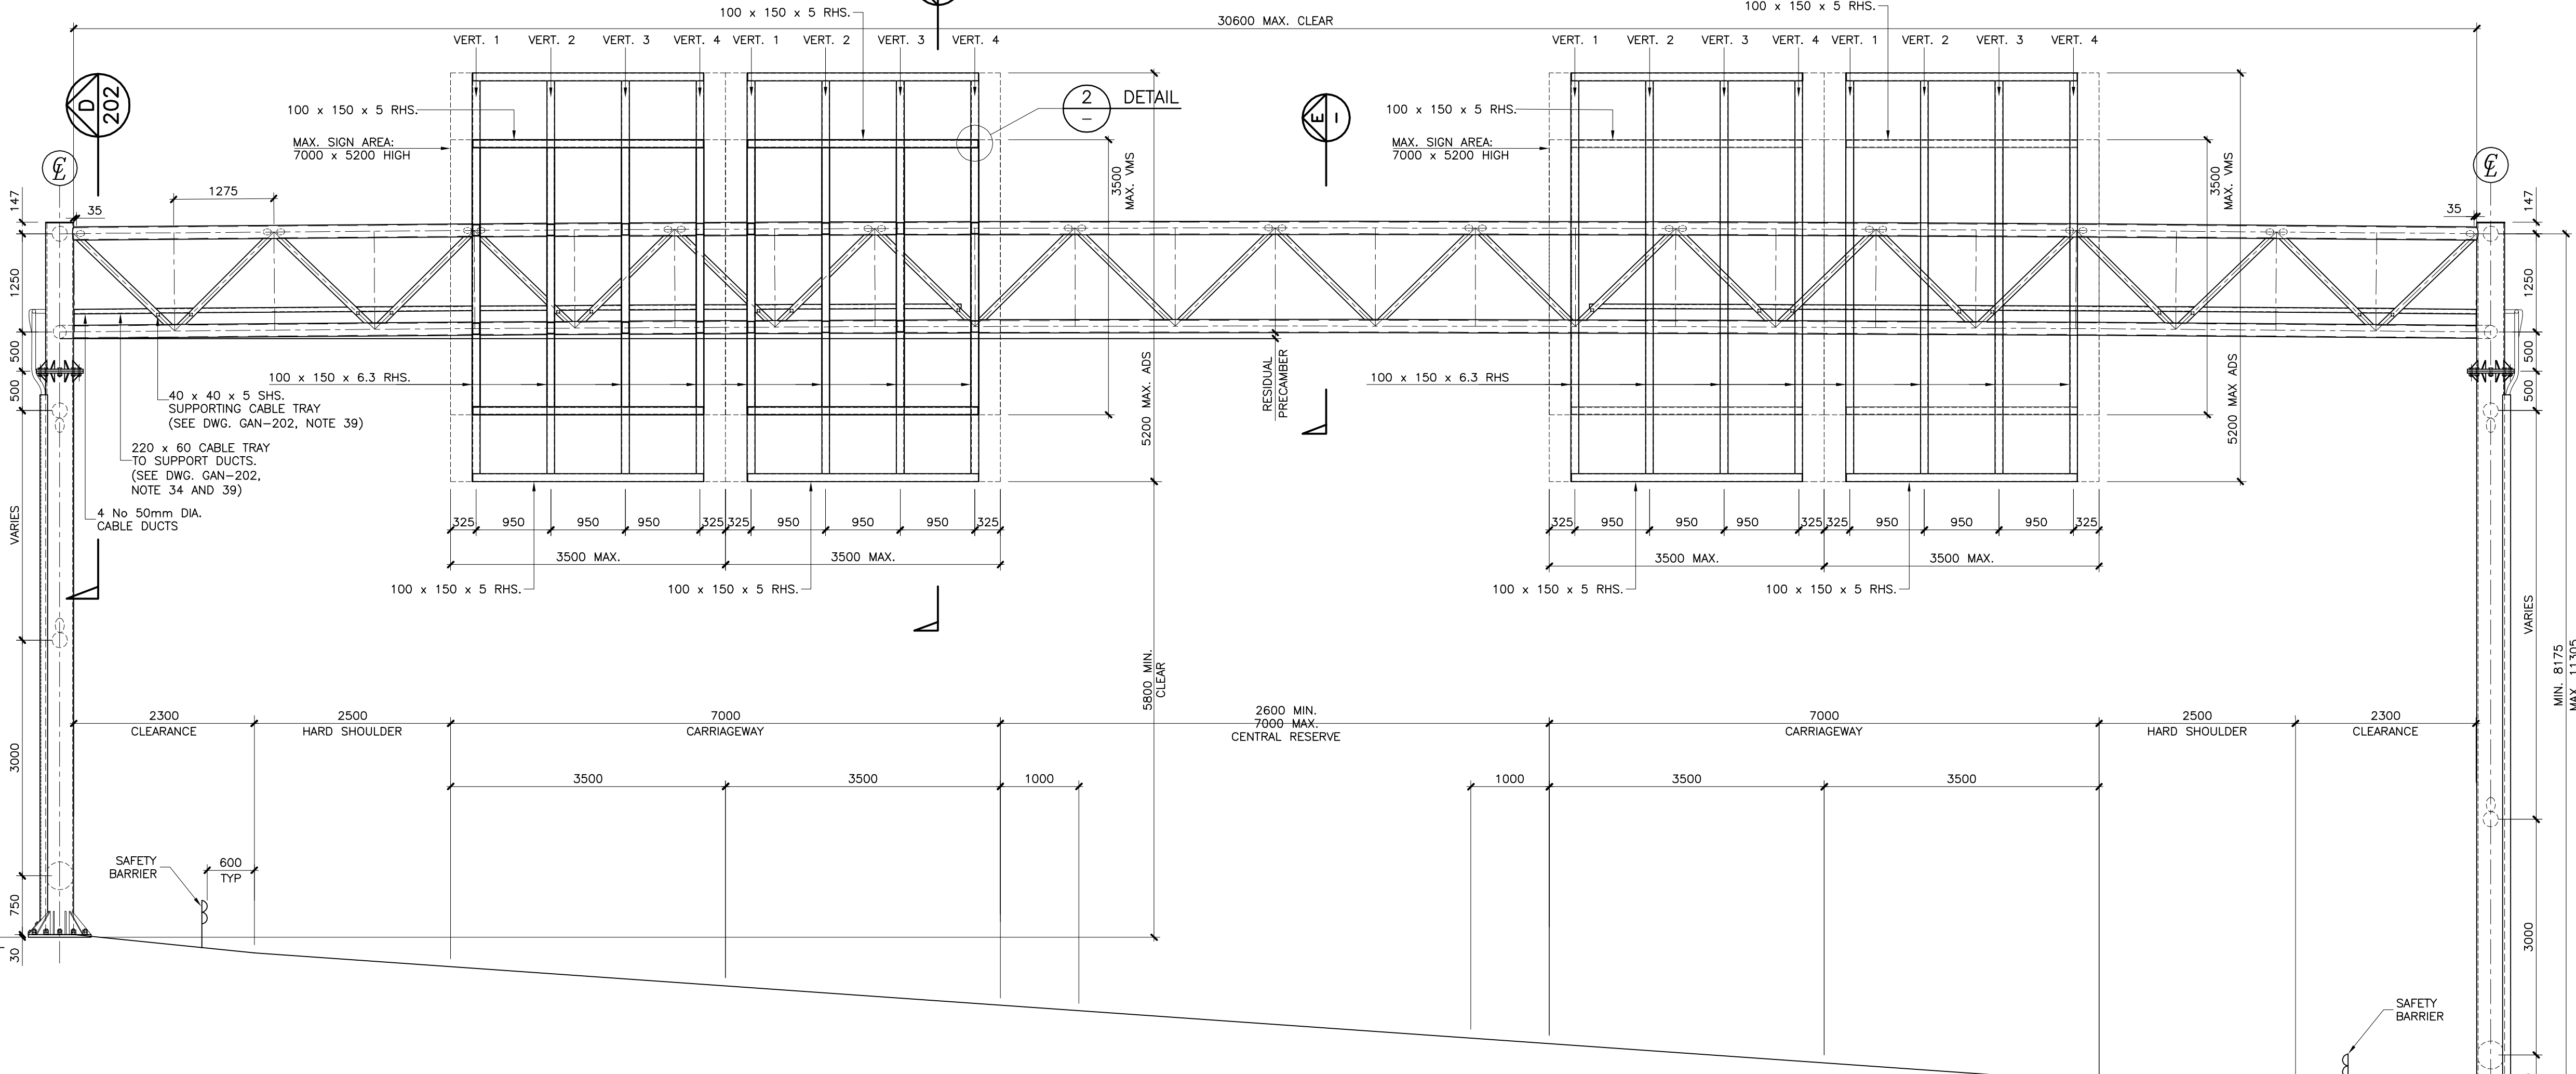 100 x 150 x 5 RHS.
30600 MAX. CLEAR
100 x 150 x 5 RHS.
VERT. 1
VERT. 2
VERT. 3
VERT. 4
VERT. 1
VERT. 2
VERT. 3
VERT. 4
VERT. 1
VERT. 2
VERT. 3
VERT. 4
VERT. 1
VERT. 2
VERT. 3
VERT. 4
D
202
100 x 150 x 5 RHS.
2
–
DETAIL
E
–
100 x 150 x 5 RHS.
MAX. SIGN AREA:
7000 x 5200 HIGH
MAX. SIGN AREA:
7000 x 5200 HIGH
3500
MAX. VMS
3500
MAX. VMS
℄
℄
147
35
1275
35
147
1250
1250
500
500
500
500
100 x 150 x 6.3 RHS.
100 x 150 x 6.3 RHS
RESIDUAL
PRECAMBER
5200 MAX. ADS
5200 MAX ADS
40 x 40 x 5 SHS.
SUPPORTING CABLE TRAY
(SEE DWG. GAN-202, NOTE 39)
220 x 60 CABLE TRAY
TO SUPPORT DUCTS.
(SEE DWG. GAN-202,
NOTE 34 AND 39)
4 No 50mm DIA.
CABLE DUCTS
VARIES
325
950
950
950
325
325
950
950
950
325
325
950
950
950
325
325
950
950
950
325
3500 MAX.
3500 MAX.
3500 MAX.
3500 MAX.
100 x 150 x 5 RHS.
100 x 150 x 5 RHS.
100 x 150 x 5 RHS.
100 x 150 x 5 RHS.
VARIES
5800 MIN.
CLEAR
MIN. 8175
MAX. 11305
2300
CLEARANCE
2500
HARD SHOULDER
7000
CARRIAGEWAY
2600 MIN.
7000 MAX.
CENTRAL RESERVE
7000
CARRIAGEWAY
2500
HARD SHOULDER
2300
CLEARANCE
3000
3500
3500
1000
1000
3500
3500
SAFETY
BARRIER
600
TYP
750
30
3000
SAFETY
BARRIER